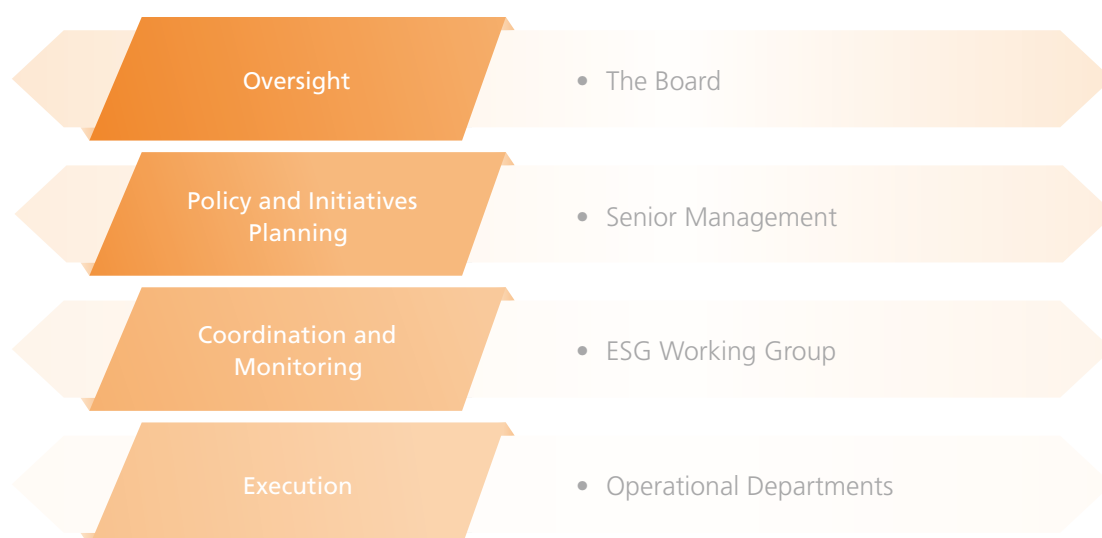 Oversight
• The Board
Policy and Initiatives
Planning
• Senior Management
Coordination and
Monitoring
• ESG Working Group
Execution
• Operational Departments